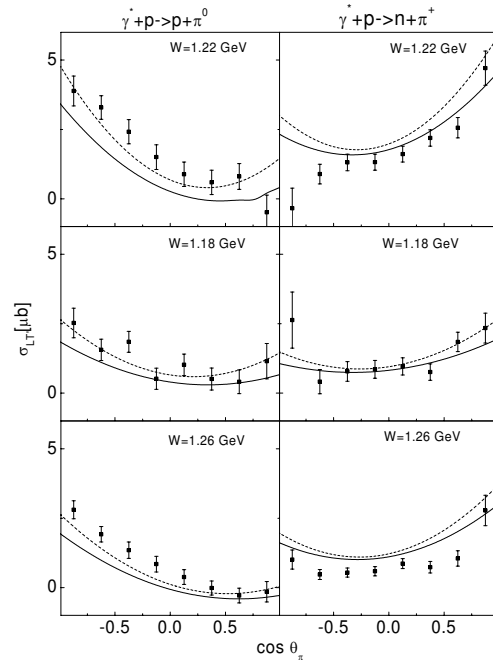 γ*+p->p+π⁰
γ*+p->n+π⁺
W=1.22 GeV
W=1.22 GeV
5
0
W=1.18 GeV
W=1.18 GeV
5
0
σLT[μb]
W=1.26 GeV
W=1.26 GeV
5
0
-0.5 0.0 0.5 -0.5 0.0 0.5
cos θπ